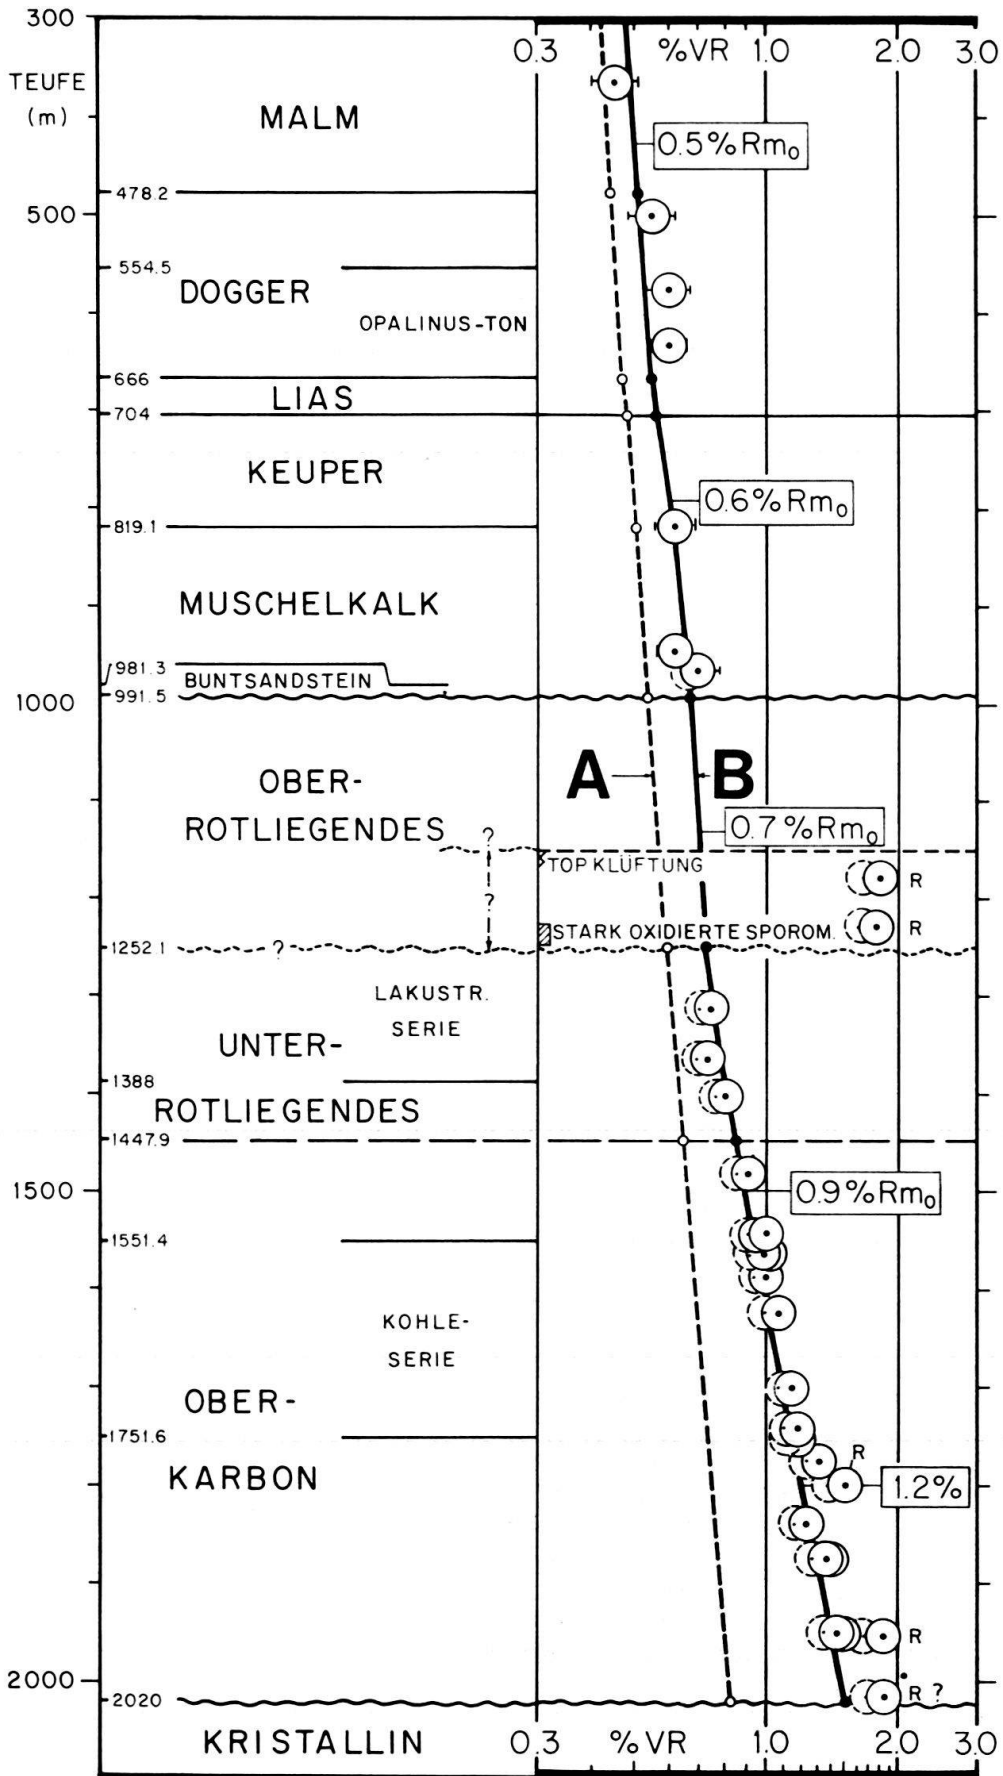 300
0.3 %VR 1.0 2.0 3.0
TEUFE
(m)
MALM
0.5%Rm₀
478.2
500
554.5
DOGGER
OPALINUS-TON
666
LIAS
704
KEUPER
0.6%Rm₀
819.1
MUSCHELKALK
981.3
BUNTSANDSTEIN
991.5
1000
A B
OBER-
ROTLIEGENDES
0.7%Rm₀
?
TOP KLÜFTUNG
R
?
STARK OXIDIERTE SPOROM.
R
1252.1
?
LAKUSTR.
SERIE
UNTER-
1388
ROTLIEGENDES
1447.9
1500
0.9%Rm₀
1551.4
KOHLE-
SERIE
OBER-
1751.6
R
KARBON
1.2%
R
2000
R ?
2020
KRISTALLIN
0.3 %VR 1.0 2.0 3.0